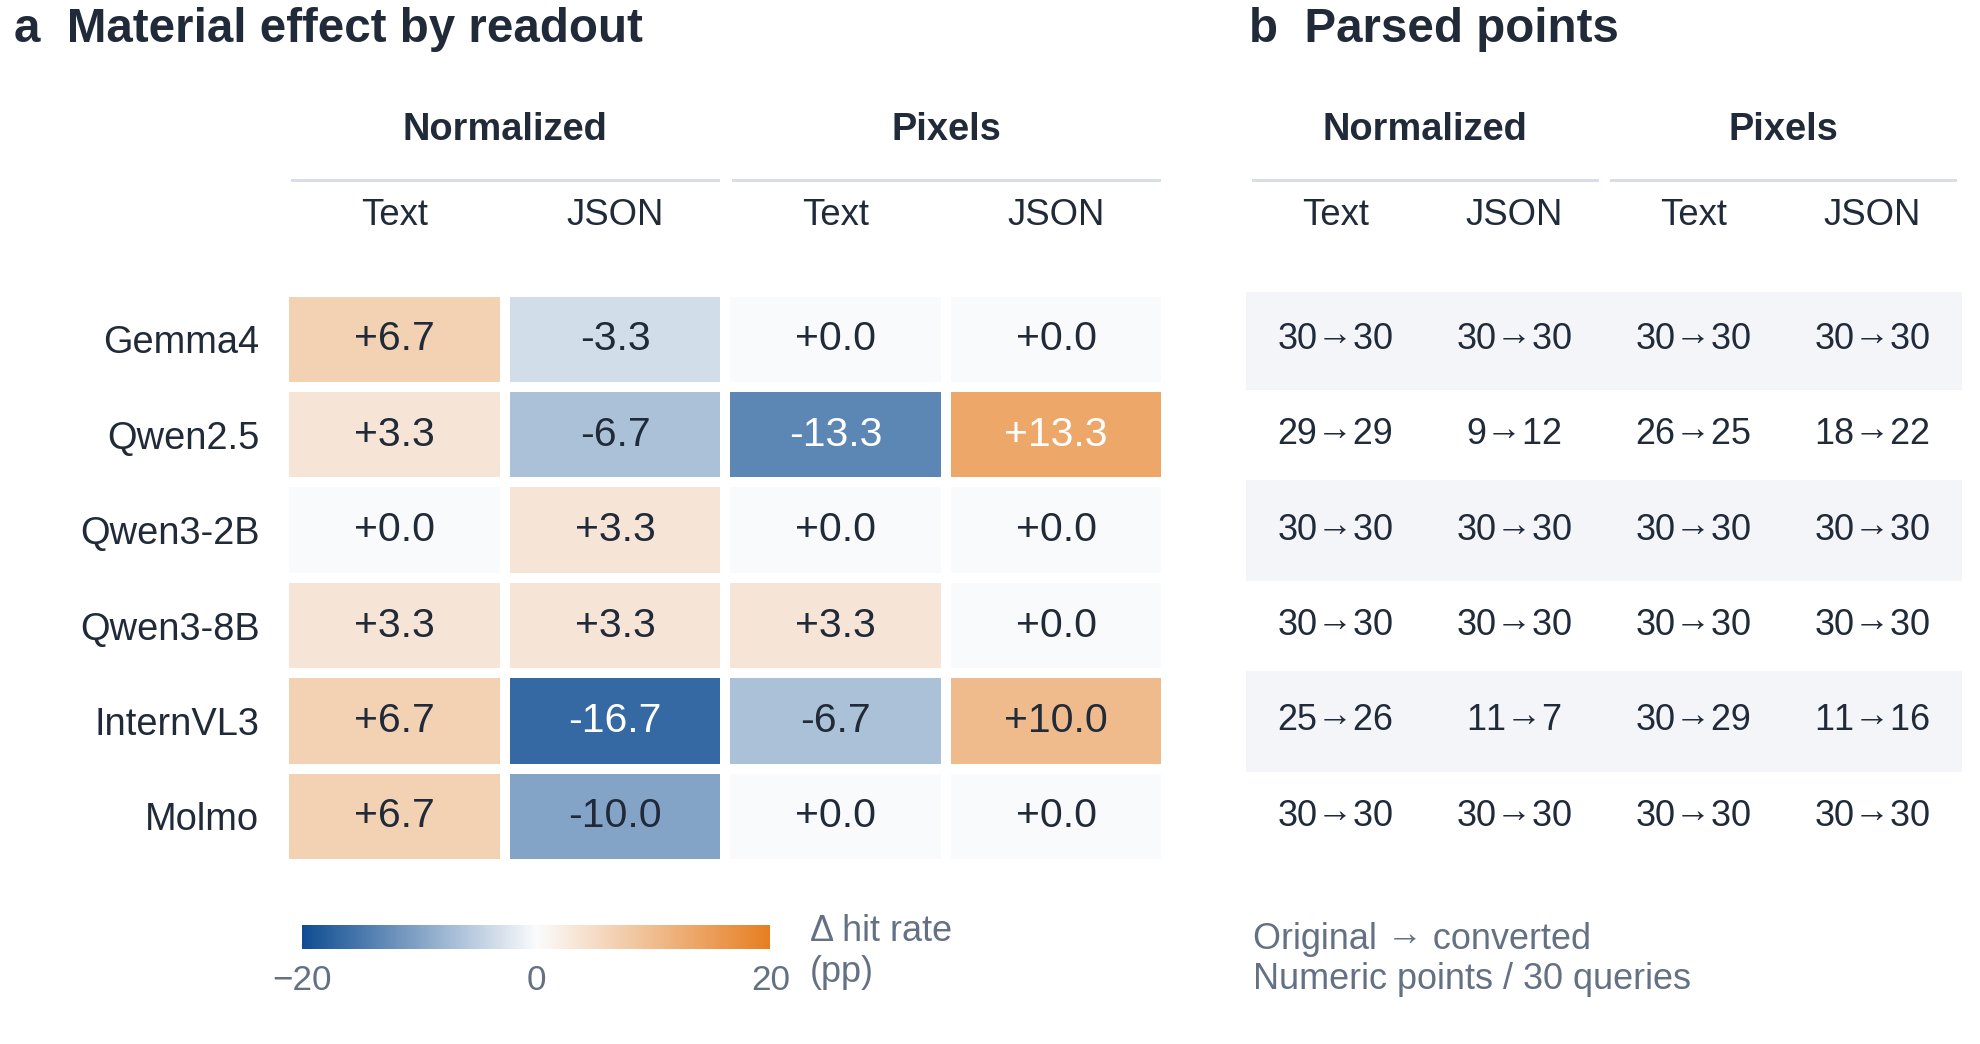 a Material effect by readout
b Parsed points
Normalized Pixels
Normalized Pixels
Text JSON Text JSON
Text JSON Text JSON
Gemma4 +6.7 -3.3 +0.0 +0.0
30→30 30→30 30→30 30→30
Qwen2.5 +3.3 -6.7 -13.3 +13.3
29→29 9→12 26→25 18→22
Qwen3-2B +0.0 +3.3 +0.0 +0.0
30→30 30→30 30→30 30→30
Qwen3-8B +3.3 +3.3 +3.3 +0.0
30→30 30→30 30→30 30→30
InternVL3 +6.7 -16.7 -6.7 +10.0
25→26 11→7 30→29 11→16
Molmo +6.7 -10.0 +0.0 +0.0
30→30 30→30 30→30 30→30
−20 0 20
Δ hit rate
(pp)
Original → converted
Numeric points / 30 queries